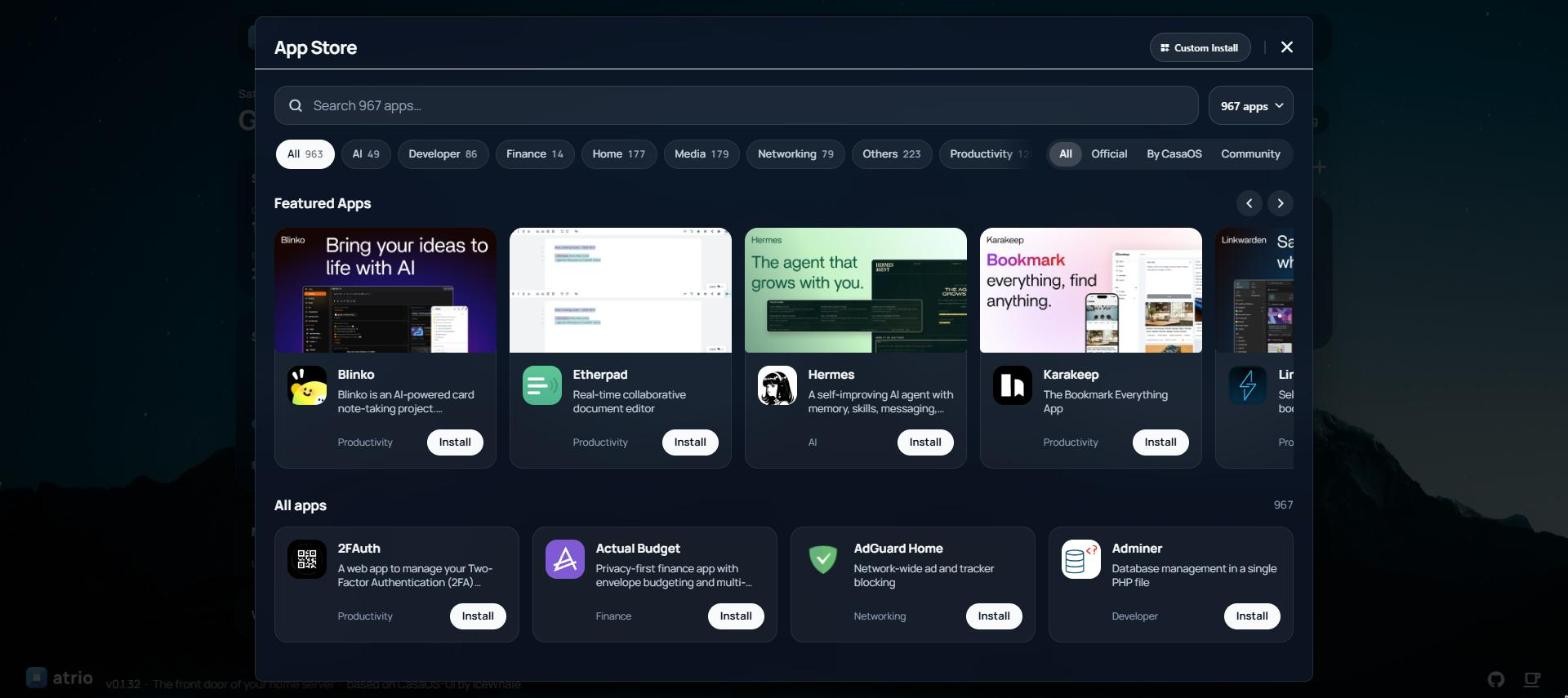 App Store
Custom Install
Search 967 apps...
967 apps
All 963
AI 49
Developer 86
Finance 14
Home 177
Media 179
Networking 79
Others 223
Productivity
All
Official
By CasaOS
Community
Featured Apps
Blinko
Bring your ideas to
life with AI
Hermes
The agent that
grows with you.
Karakeep
Bookmark
everything, find
anything.
Linkwarden
Blinko
Blinko is an AI-powered card
note-taking project....
Productivity
Install
Etherpad
Real-time collaborative
document editor
Productivity
Install
Hermes
A self-improving AI agent with
memory, skills, messaging,...
AI
Install
Karakeep
The Bookmark Everything
App
Productivity
Install
All apps
967
2FAuth
A web app to manage your Two-
Factor Authentication (2FA)...
Productivity
Install
Actual Budget
Privacy-first finance app with
envelope budgeting and multi-...
Finance
Install
AdGuard Home
Network-wide ad and tracker
blocking
Networking
Install
Adminer
Database management in a single
PHP file
Developer
Install
atrio
v0.1.32 · The front door of your home server · based on CasaOS-UI by IceWhale